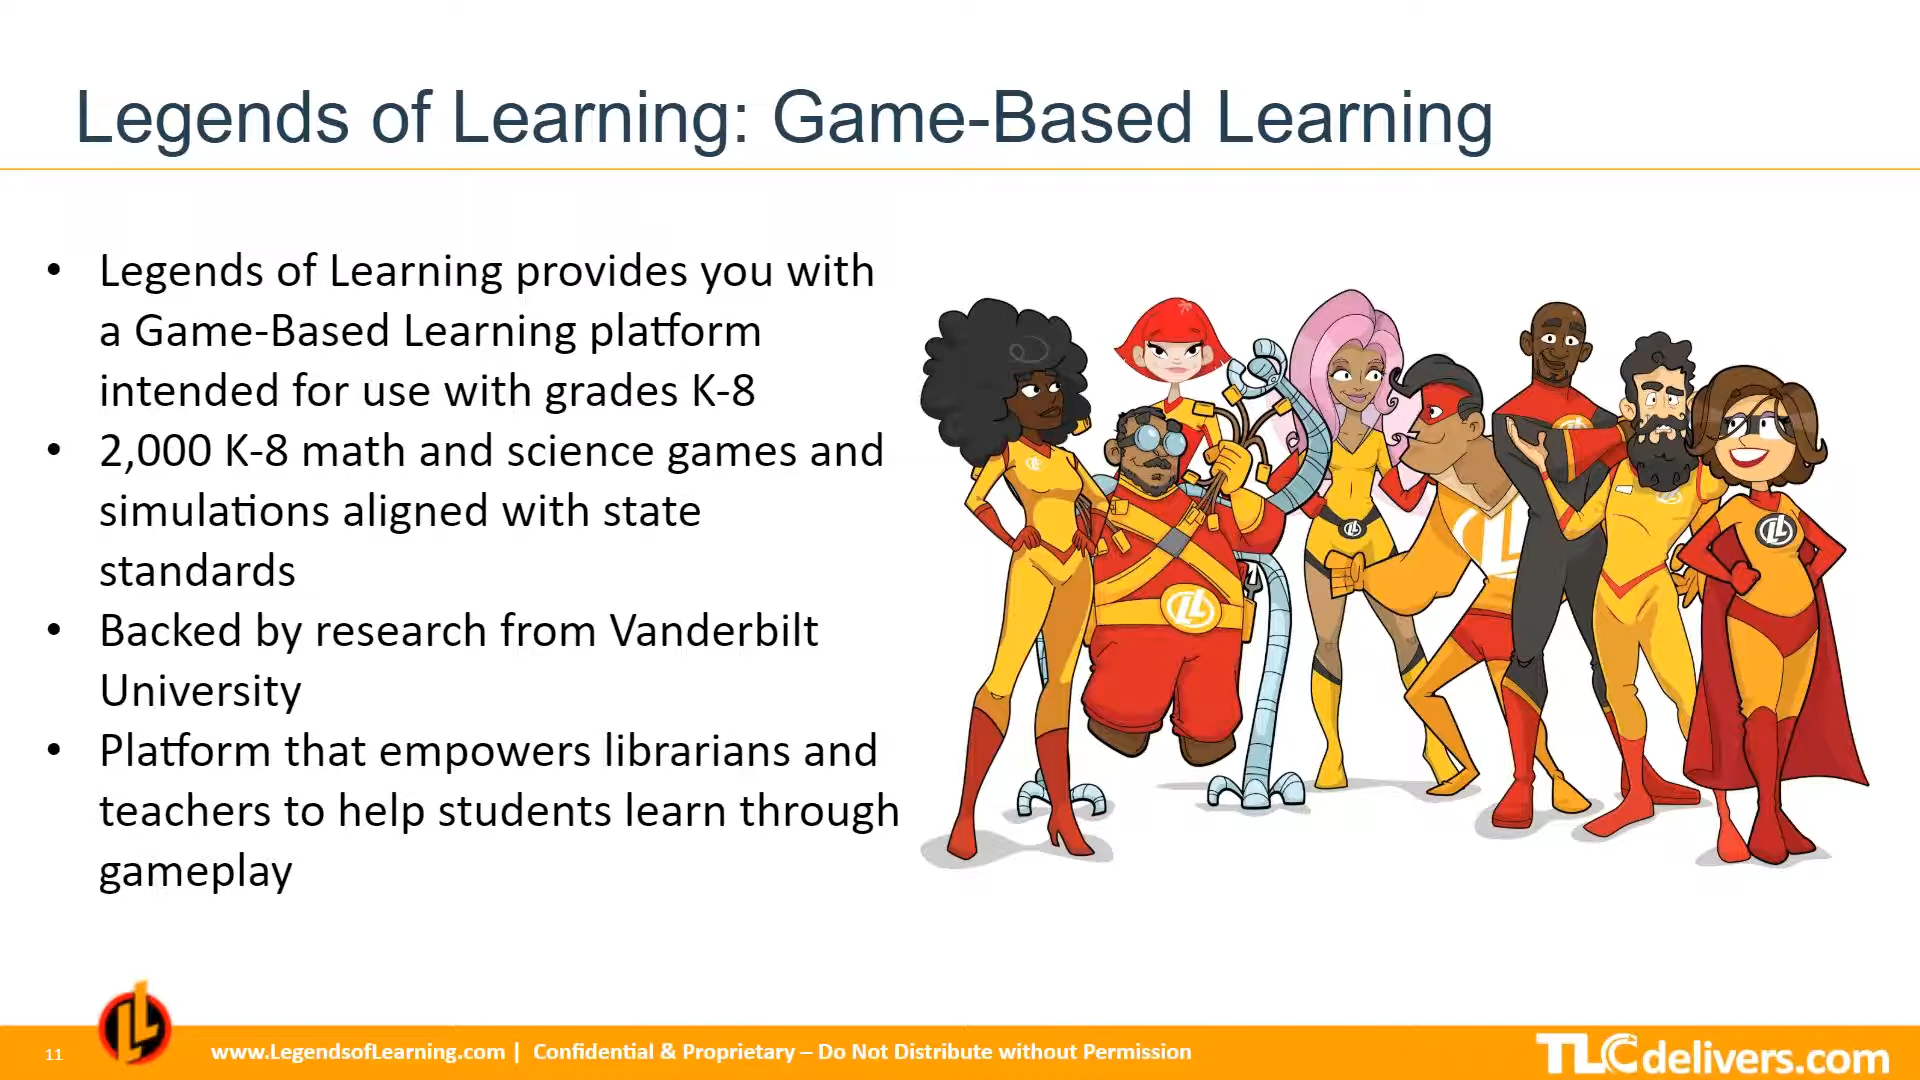 Legends of Learning: Game-Based Learning
• Legends of Learning provides you with
a Game-Based Learning platform
intended for use with grades K-8
• 2,000 K-8 math and science games and
simulations aligned with state
standards
• Backed by research from Vanderbilt
University
• Platform that empowers librarians and
teachers to help students learn through
gameplay
11
www.LegendsofLearning.com | Confidential & Proprietary – Do Not Distribute without Permission
TLCdelivers.com